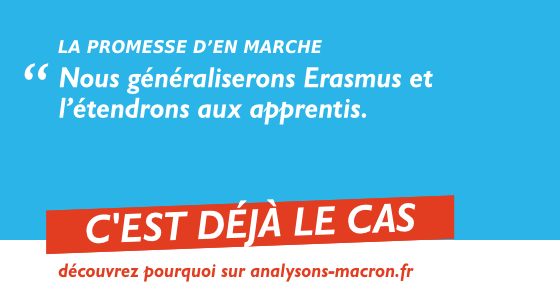 LA PROMESSE D’EN MARCHE
“ Nous généraliserons Erasmus et
l’étendrons aux apprentis.
C'EST DÉJÀ LE CAS
découvrez pourquoi sur analysons-macron.fr